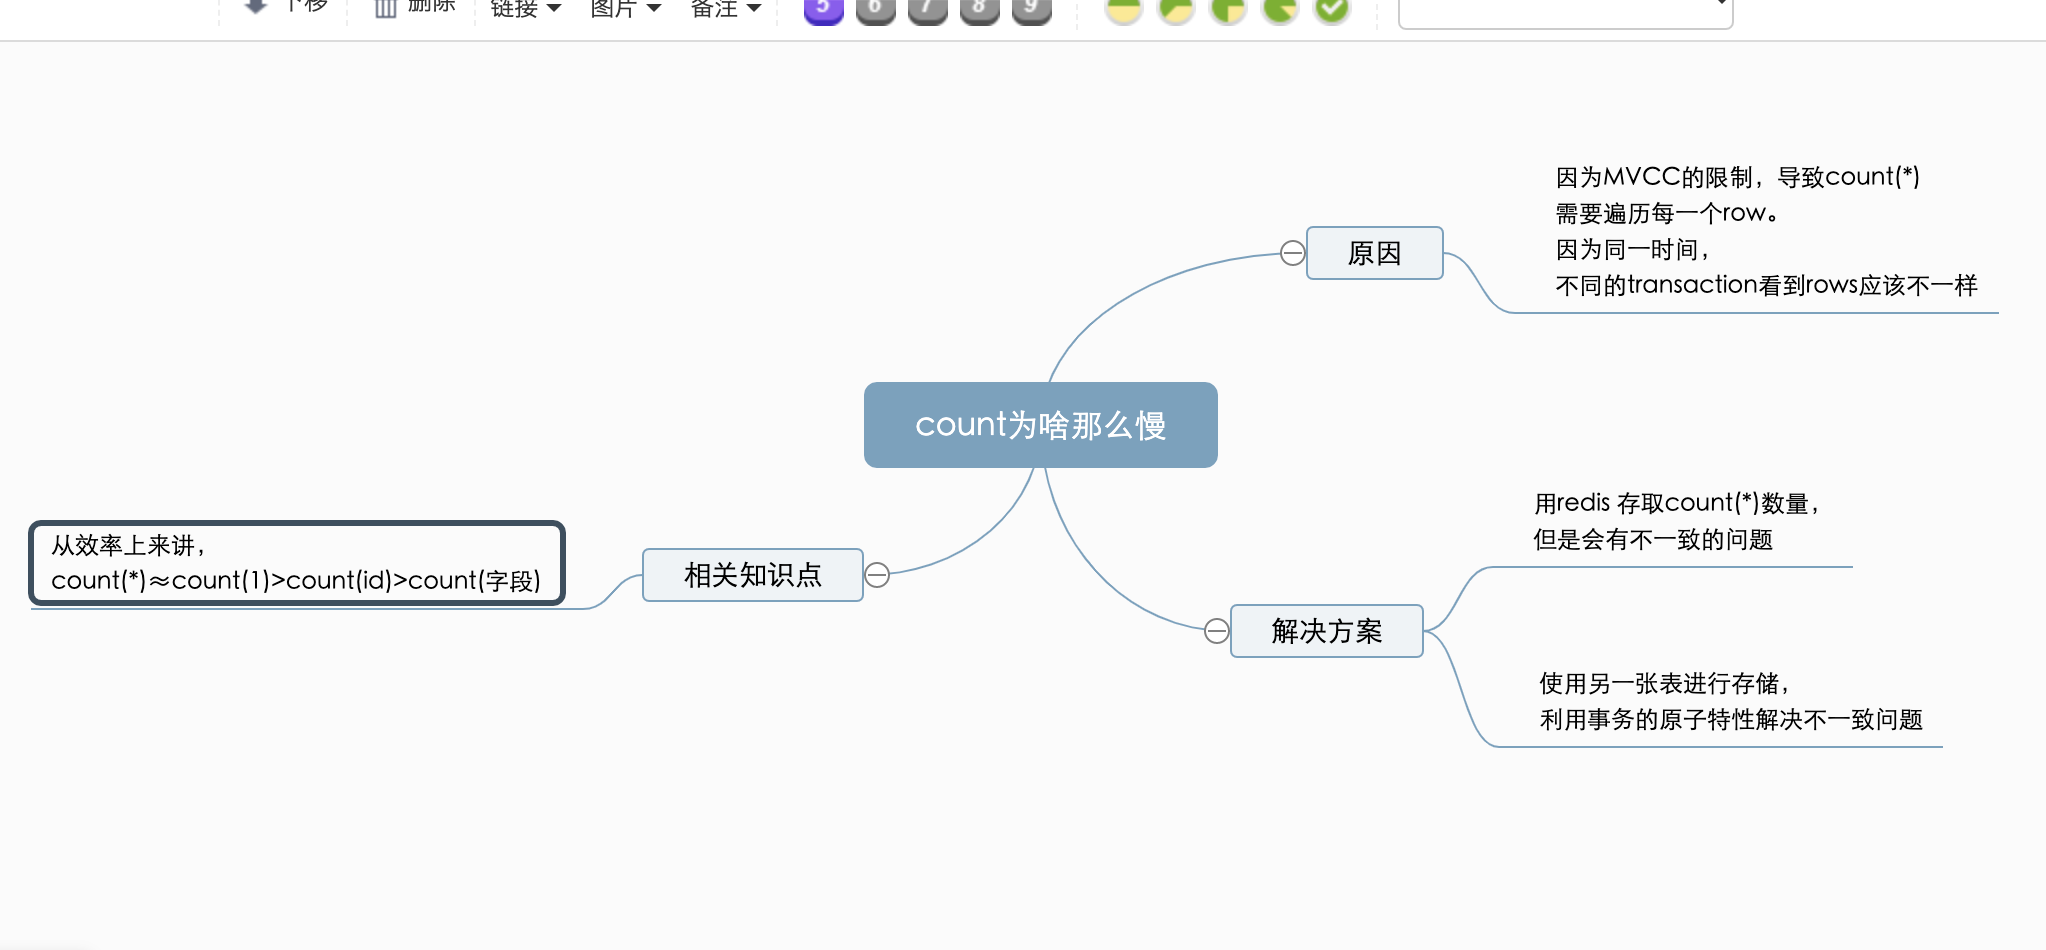 下移
删除
链接
图片
备注
5
6
7
8
9
因为MVCC的限制，导致count(*)
需要遍历每一个row。
因为同一时间，
不同的transaction看到rows应该不一样
原因
count为啥那么慢
用redis 存取count(*)数量，
但是会有不一致的问题
从效率上来讲，
count(*)≈count(1)>count(id)>count(字段)
相关知识点
解决方案
使用另一张表进行存储，
利用事务的原子特性解决不一致问题